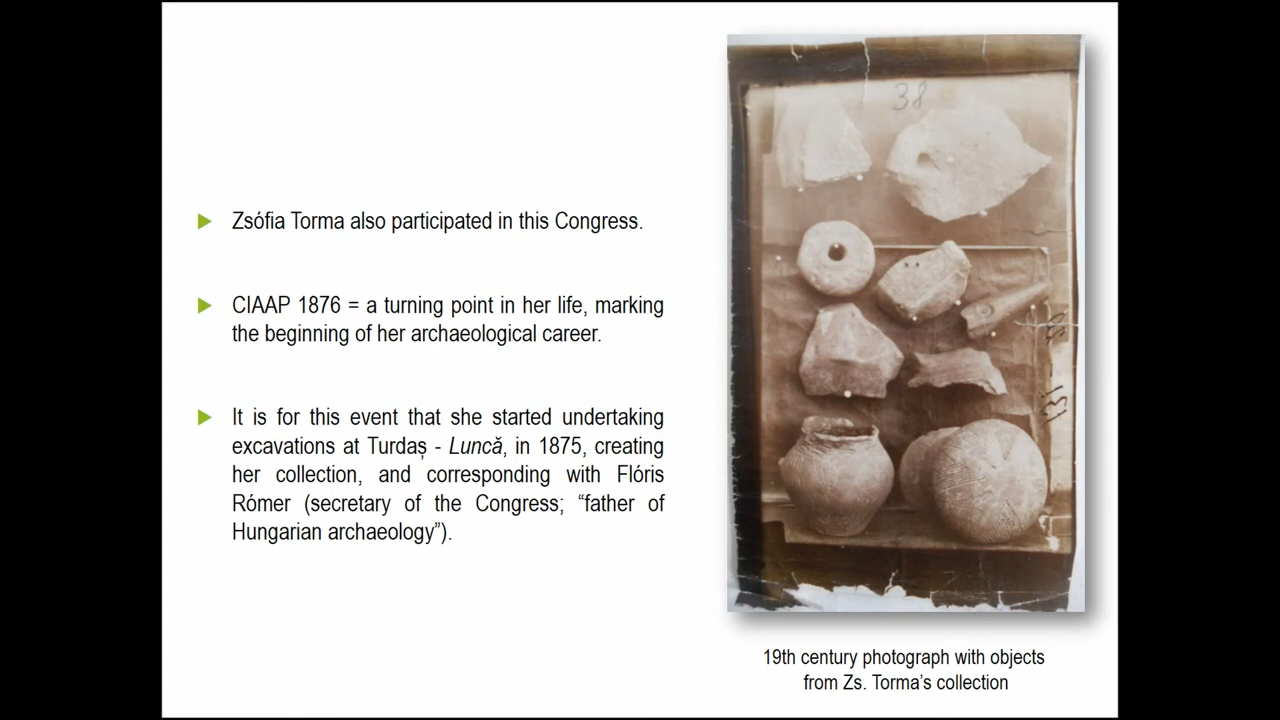 Zsófia Torma also participated in this Congress.
CIAAP 1876 = a turning point in her life, marking
the beginning of her archaeological career.
It is for this event that she started undertaking
excavations at Turdaș - Luncă, in 1875, creating
her collection, and corresponding with Flóris
Rómer (secretary of the Congress; “father of
Hungarian archaeology”).
38
19th century photograph with objects
from Zs. Torma’s collection